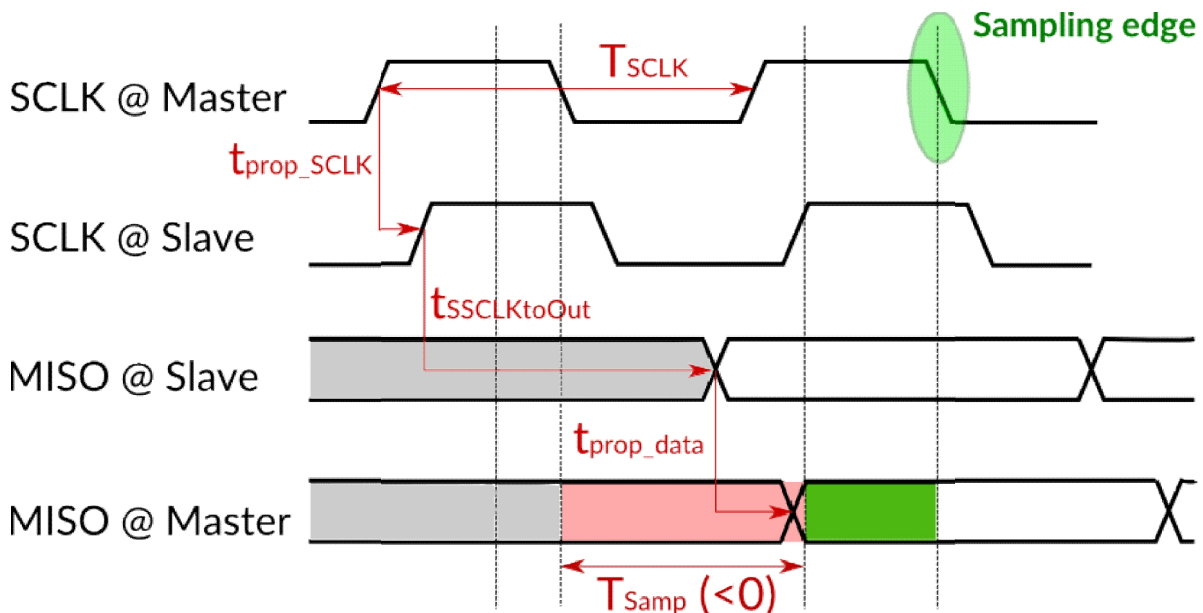 Sampling edge
SCLK @ Master
TSCLK
tprop_SCLK
SCLK @ Slave
tSSCLKtoOut
MISO @ Slave
tprop_data
MISO @ Master
TSamp (<0)